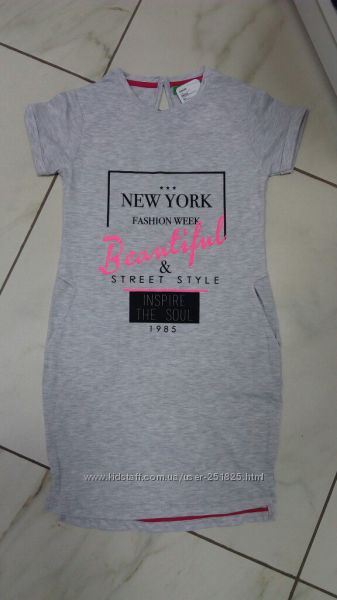 ★★★
NEW YORK
FASHION WEEK
Beautiful
&
STREET STYLE
INSPIRE
THE SOUL
1985
www.kidstaff.com.ua/user-251825.html